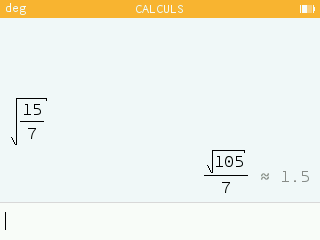 deg CALCULS
√(15/7)
√105/7 ≈ 1.5